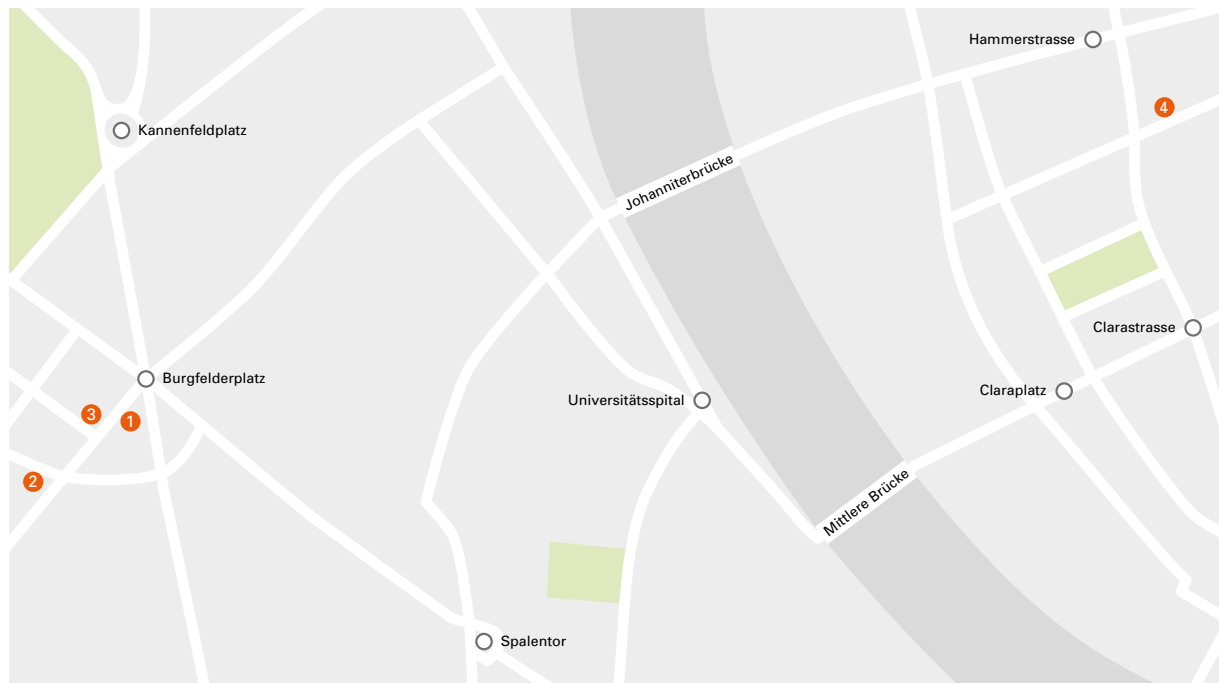 Hammerstrasse
4
Kannenfeldplatz
Johanniterbrücke
Clarastrasse
Burgfelderplatz
Claraplatz
Universitätsspital
3
1
2
Mittlere Brücke
Spalentor